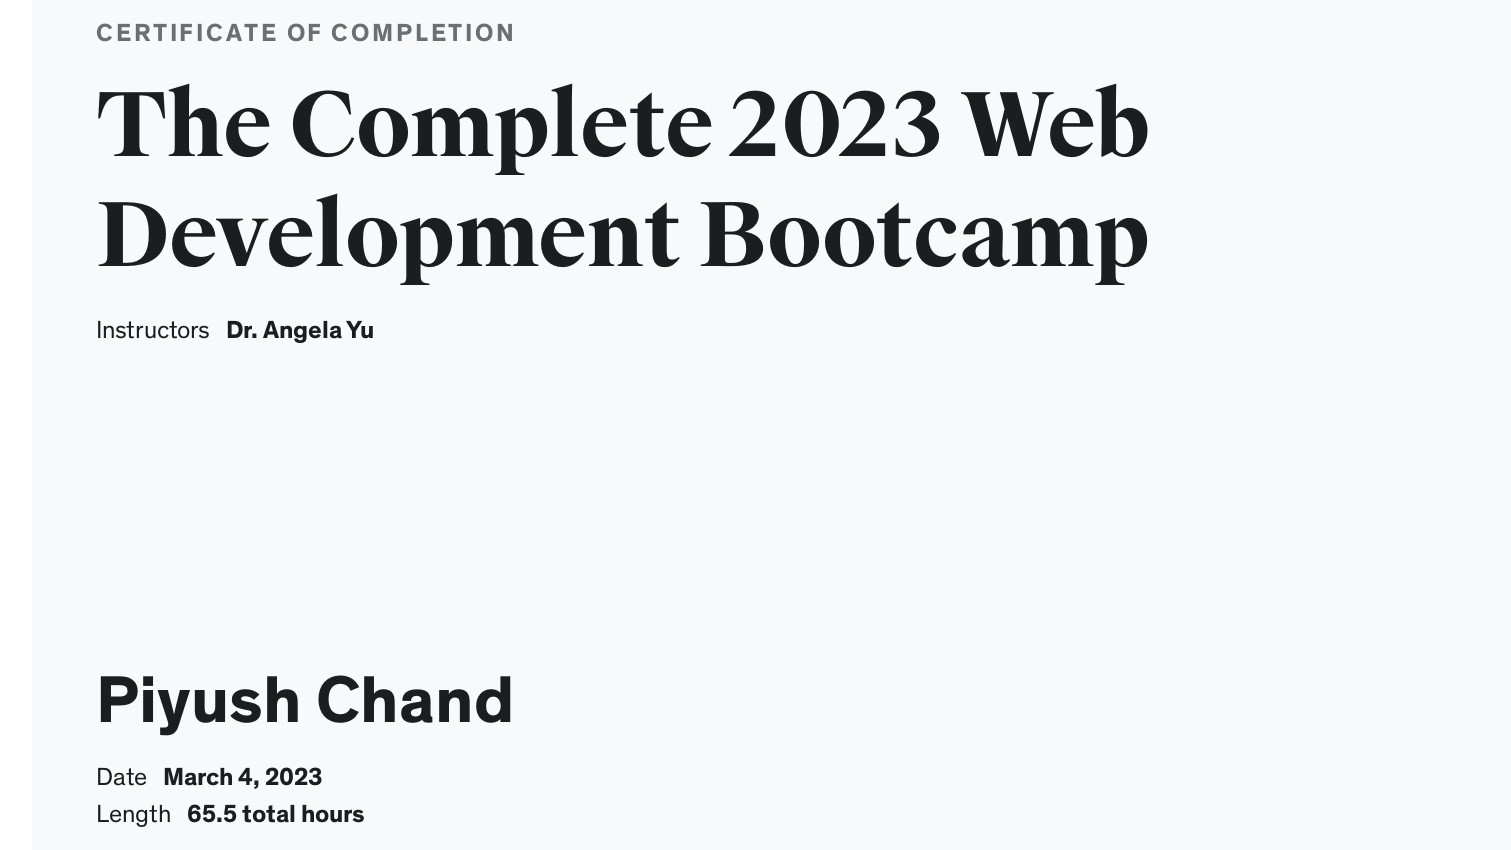 CERTIFICATE OF COMPLETION
The Complete 2023 Web
Development Bootcamp
Instructors Dr. Angela Yu
Piyush Chand
Date March 4, 2023
Length 65.5 total hours